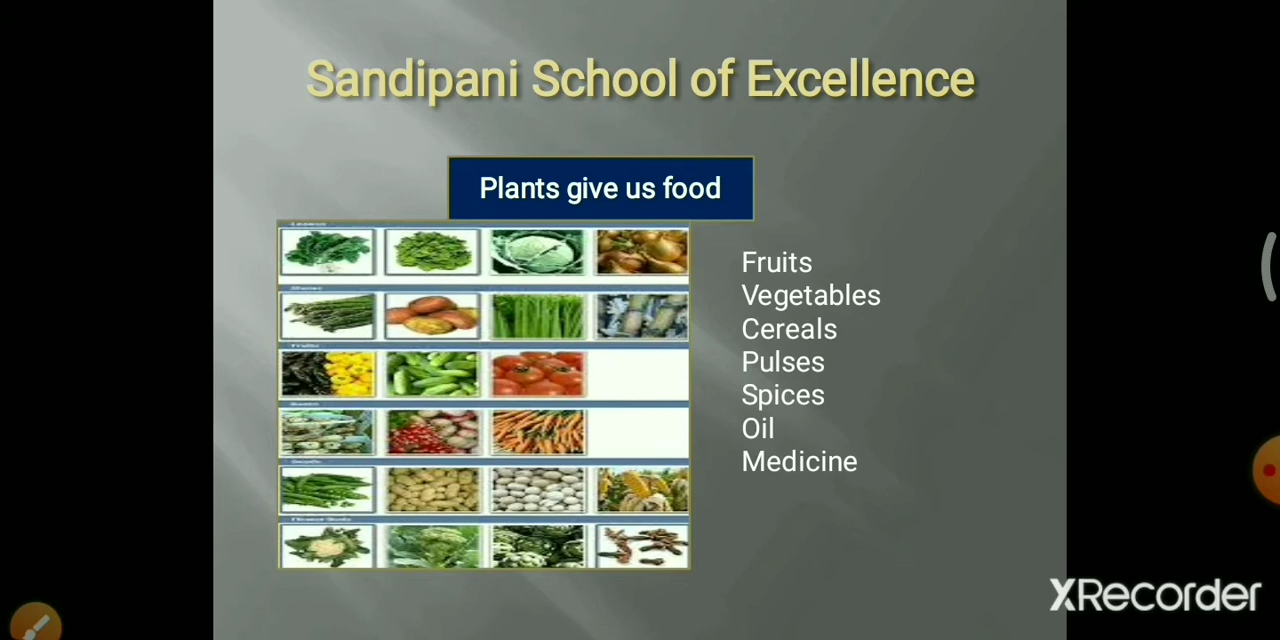 Sandipani School of Excellence
Plants give us food
Fruits
Vegetables
Cereals
Pulses
Spices
Oil
Medicine
XRecorder